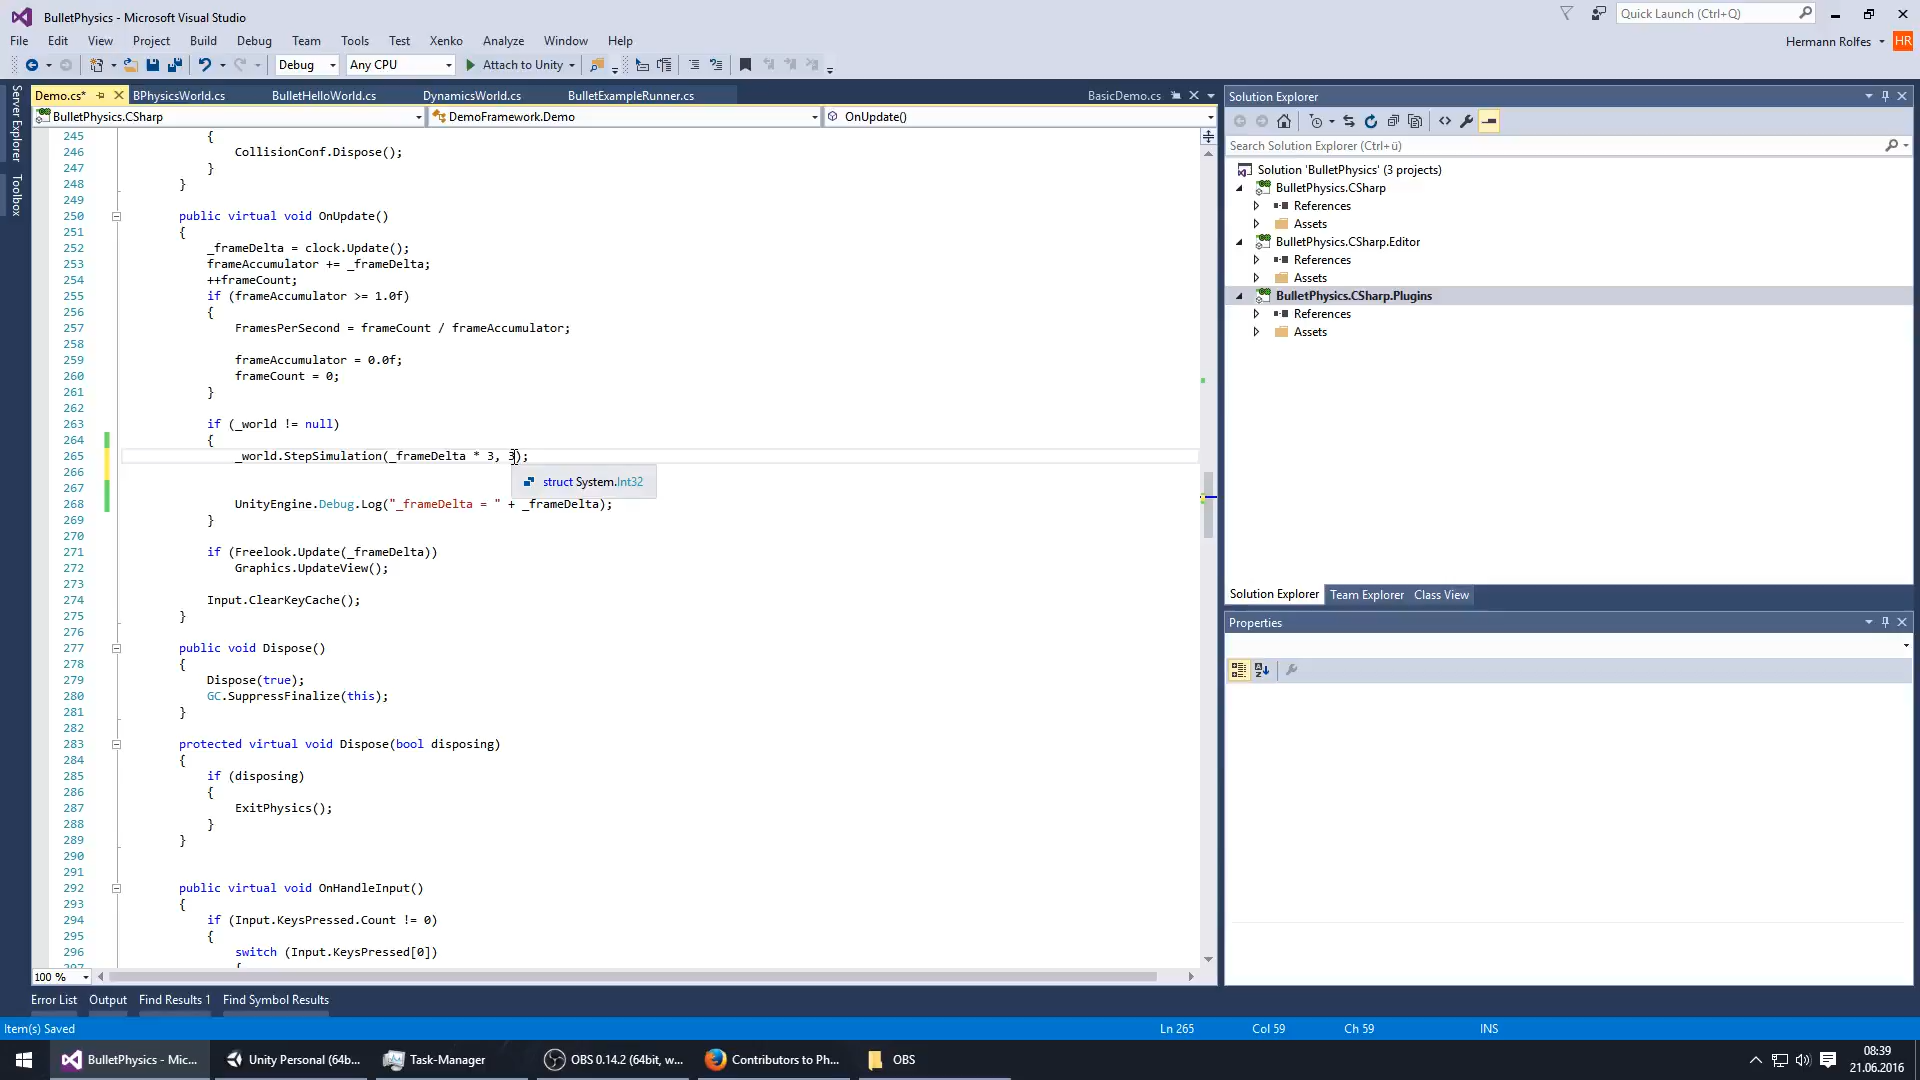 BulletPhysics - Microsoft Visual Studio
Quick Launch (Ctrl+Q)
File Edit View Project Build Debug Team Tools Test Xenko Analyze Window Help
Hermann Rolfes HR
Debug Any CPU Attach to Unity
Server Explorer
Toolbox
Demo.cs* BPhysicsWorld.cs BulletHelloWorld.cs DynamicsWorld.cs BulletExampleRunner.cs BasicDemo.cs
BulletPhysics.CSharp DemoFramework.Demo OnUpdate()
245 {
246 CollisionConf.Dispose();
247 }
248 }
249
250 public virtual void OnUpdate()
251 {
252 _frameDelta = clock.Update();
253 frameAccumulator += _frameDelta;
254 ++frameCount;
255 if (frameAccumulator >= 1.0f)
256 {
257 FramesPerSecond = frameCount / frameAccumulator;
258
259 frameAccumulator = 0.0f;
260 frameCount = 0;
261 }
262
263 if (_world != null)
264 {
265 _world.StepSimulation(_frameDelta * 3, 3);
266
struct System.Int32
267
268 UnityEngine.Debug.Log("_frameDelta = " + _frameDelta);
269 }
270
271 if (Freelook.Update(_frameDelta))
272 Graphics.UpdateView();
273
274 Input.ClearKeyCache();
275 }
276
277 public void Dispose()
278 {
279 Dispose(true);
280 GC.SuppressFinalize(this);
281 }
282
283 protected virtual void Dispose(bool disposing)
284 {
285 if (disposing)
286 {
287 ExitPhysics();
288 }
289 }
290
291
292 public virtual void OnHandleInput()
293 {
294 if (Input.KeysPressed.Count != 0)
295 {
296 switch (Input.KeysPressed[0])
297 {
100 %
Solution Explorer
Search Solution Explorer (Ctrl+ü)
Solution 'BulletPhysics' (3 projects)
BulletPhysics.CSharp
References
Assets
BulletPhysics.CSharp.Editor
References
Assets
BulletPhysics.CSharp.Plugins
References
Assets
Solution Explorer Team Explorer Class View
Properties
Error List Output Find Results 1 Find Symbol Results
Item(s) Saved Ln 265 Col 59 Ch 59 INS
BulletPhysics - Mic... Unity Personal (64b... Task-Manager OBS 0.14.2 (64bit, w... Contributors to Ph... OBS
08:39
21.06.2016